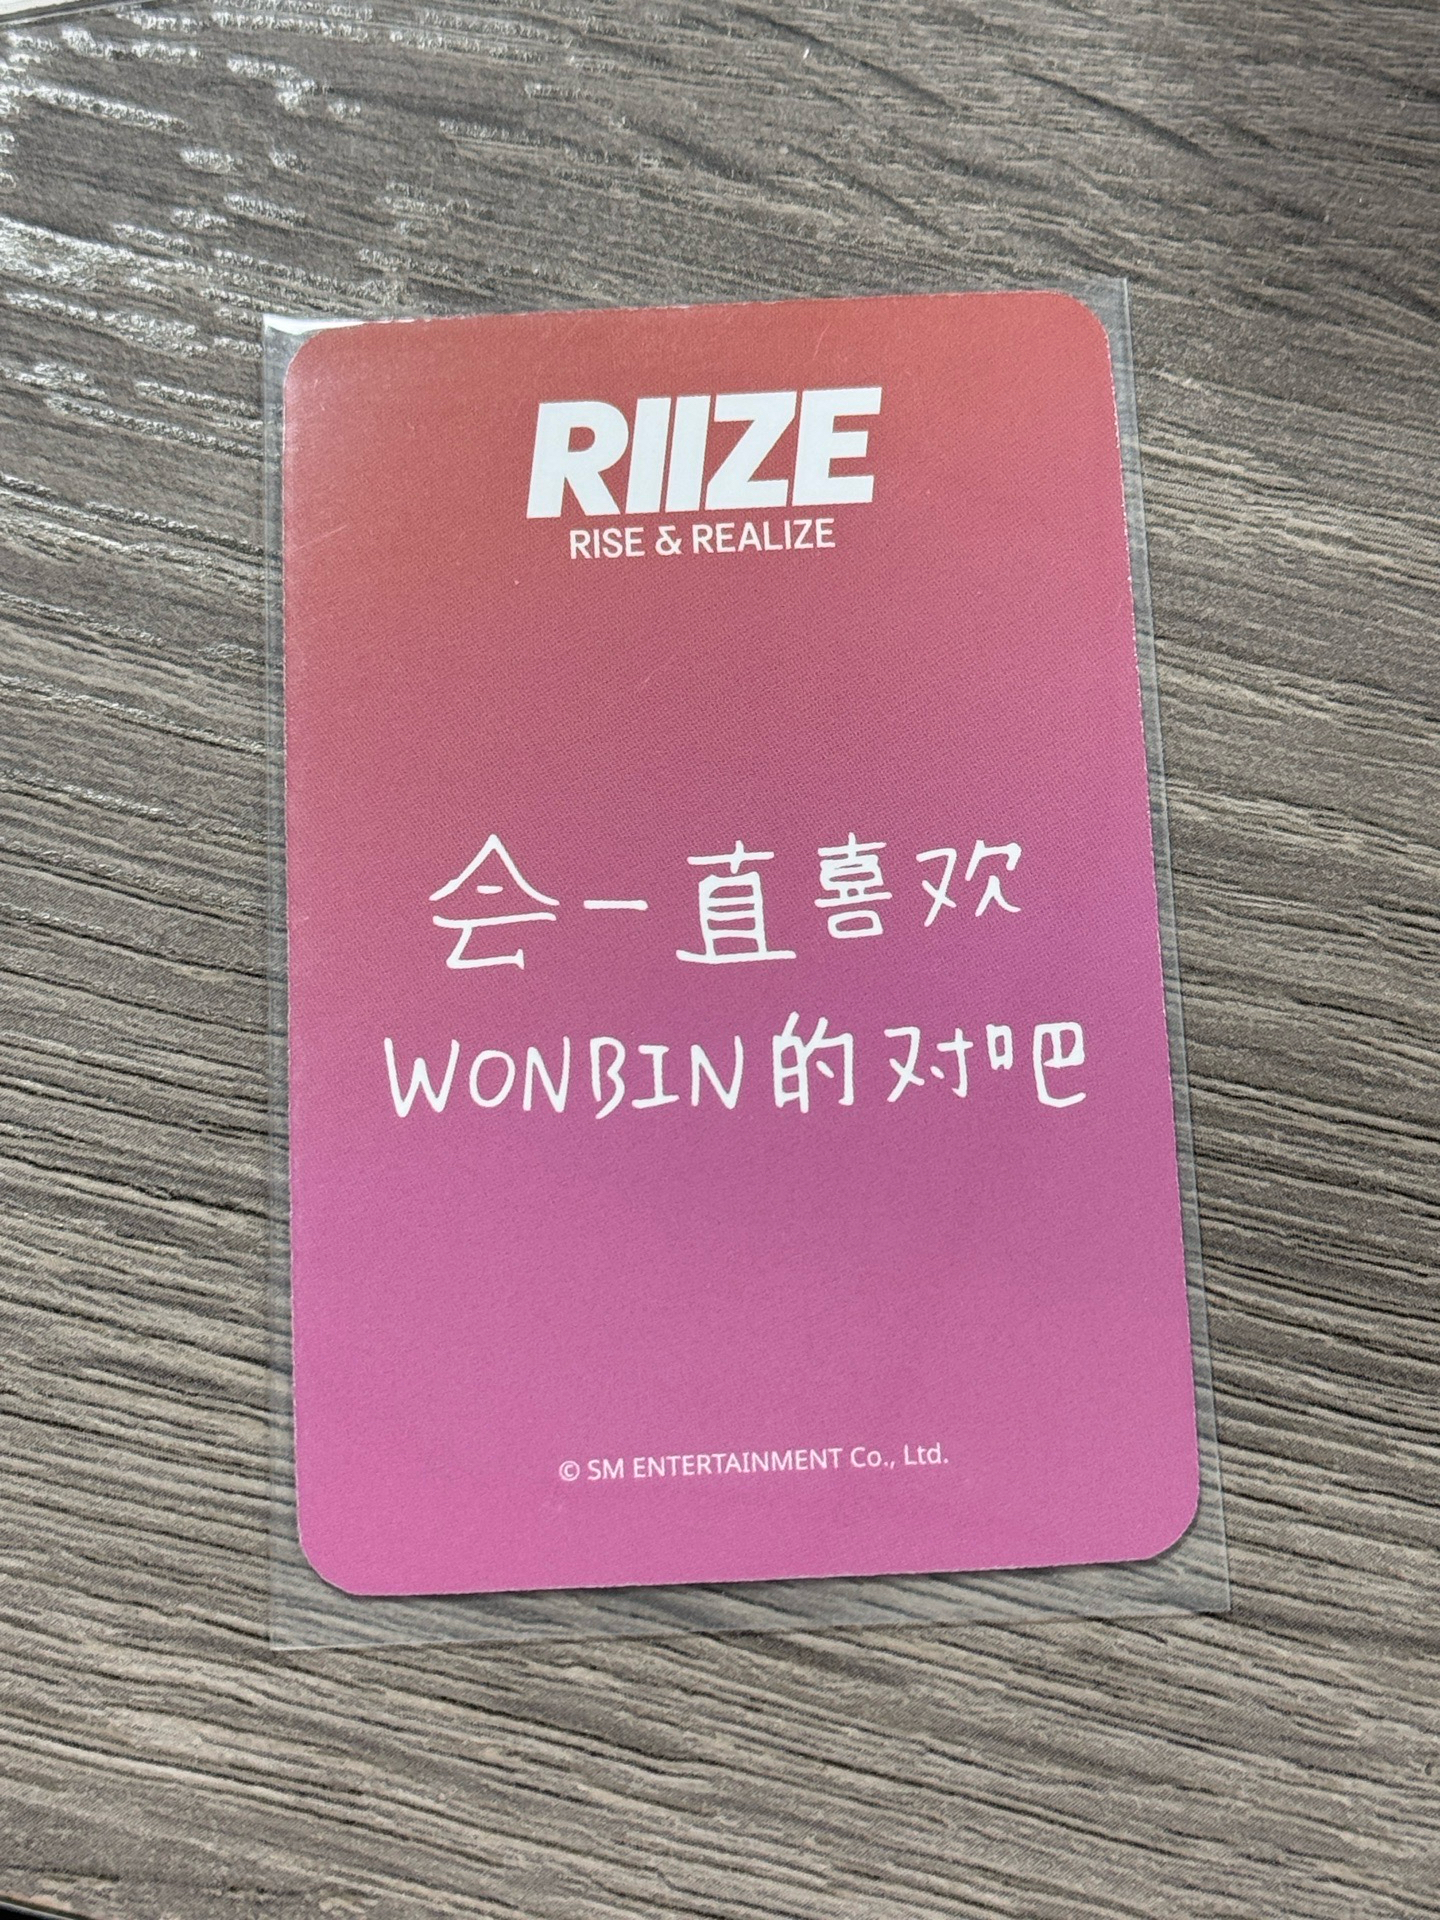 RIIZE
RISE & REALIZE
会一直喜欢
WONBIN的对吧
© SM ENTERTAINMENT Co., Ltd.